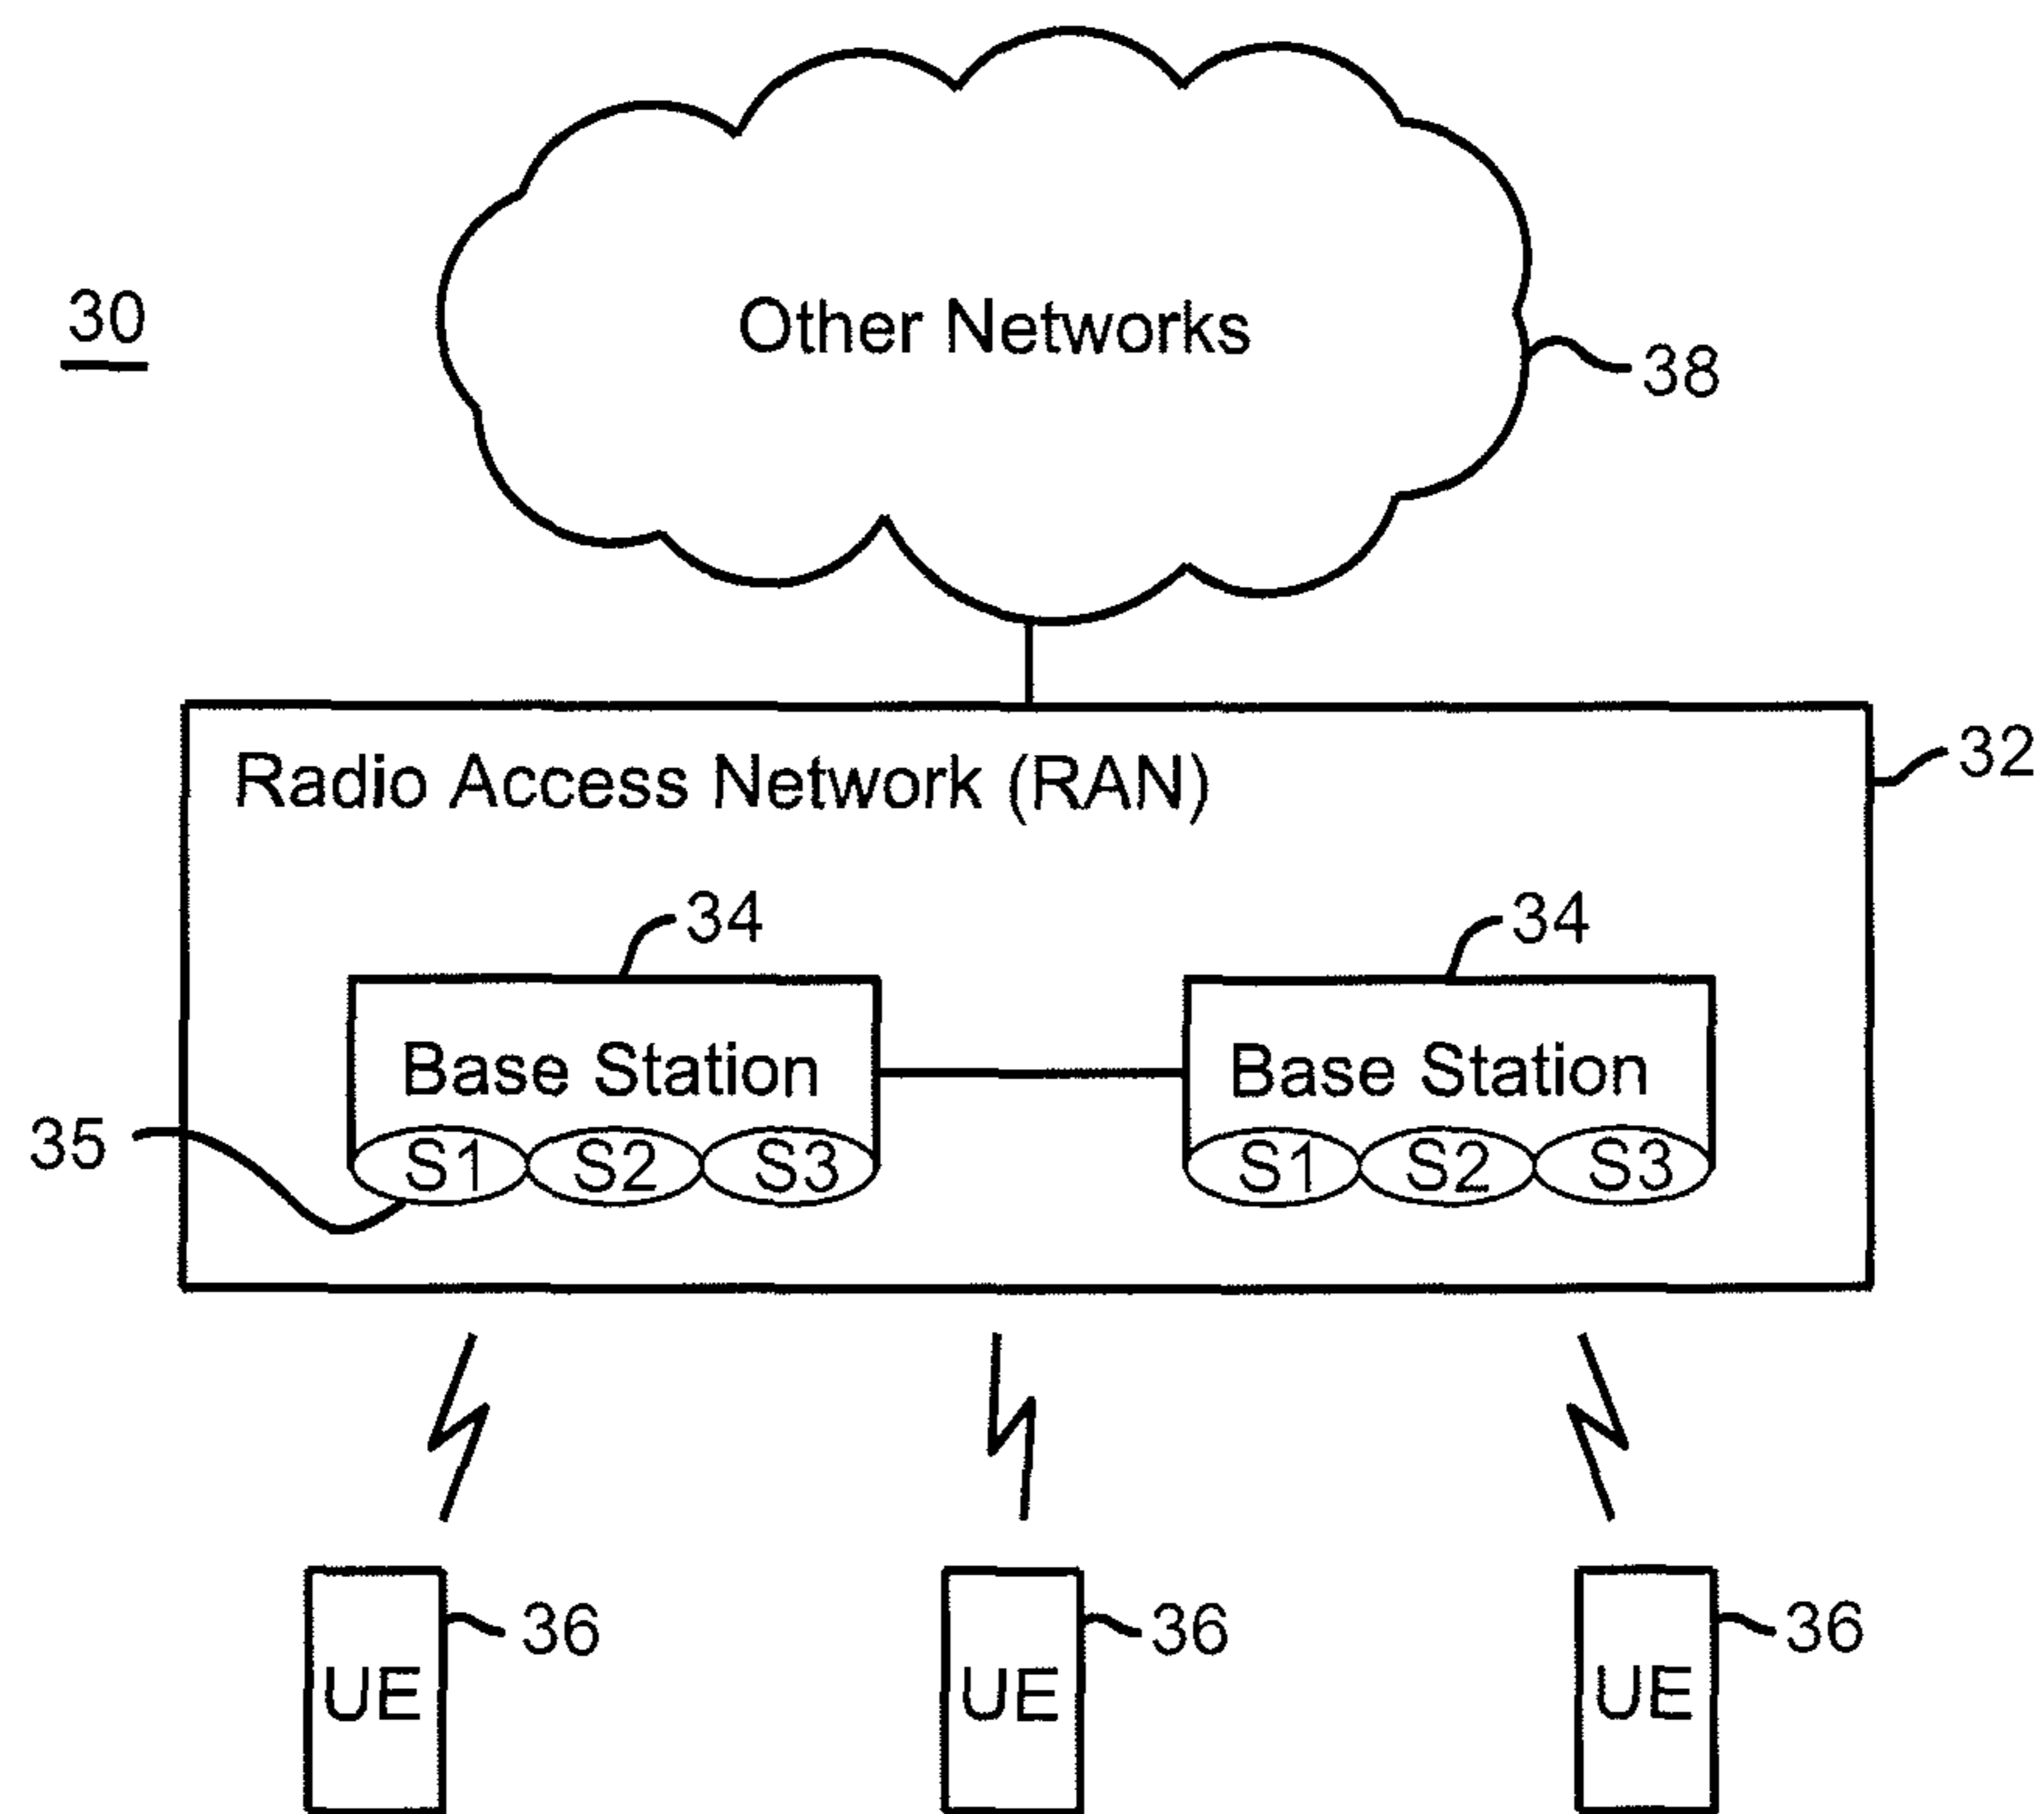 Other Networks
30
38
Radio Access Network (RAN)
32
34
34
Base Station
Base Station
35
S1 S2 S3
S1 S2 S3
36
36
36
UE
UE
UE